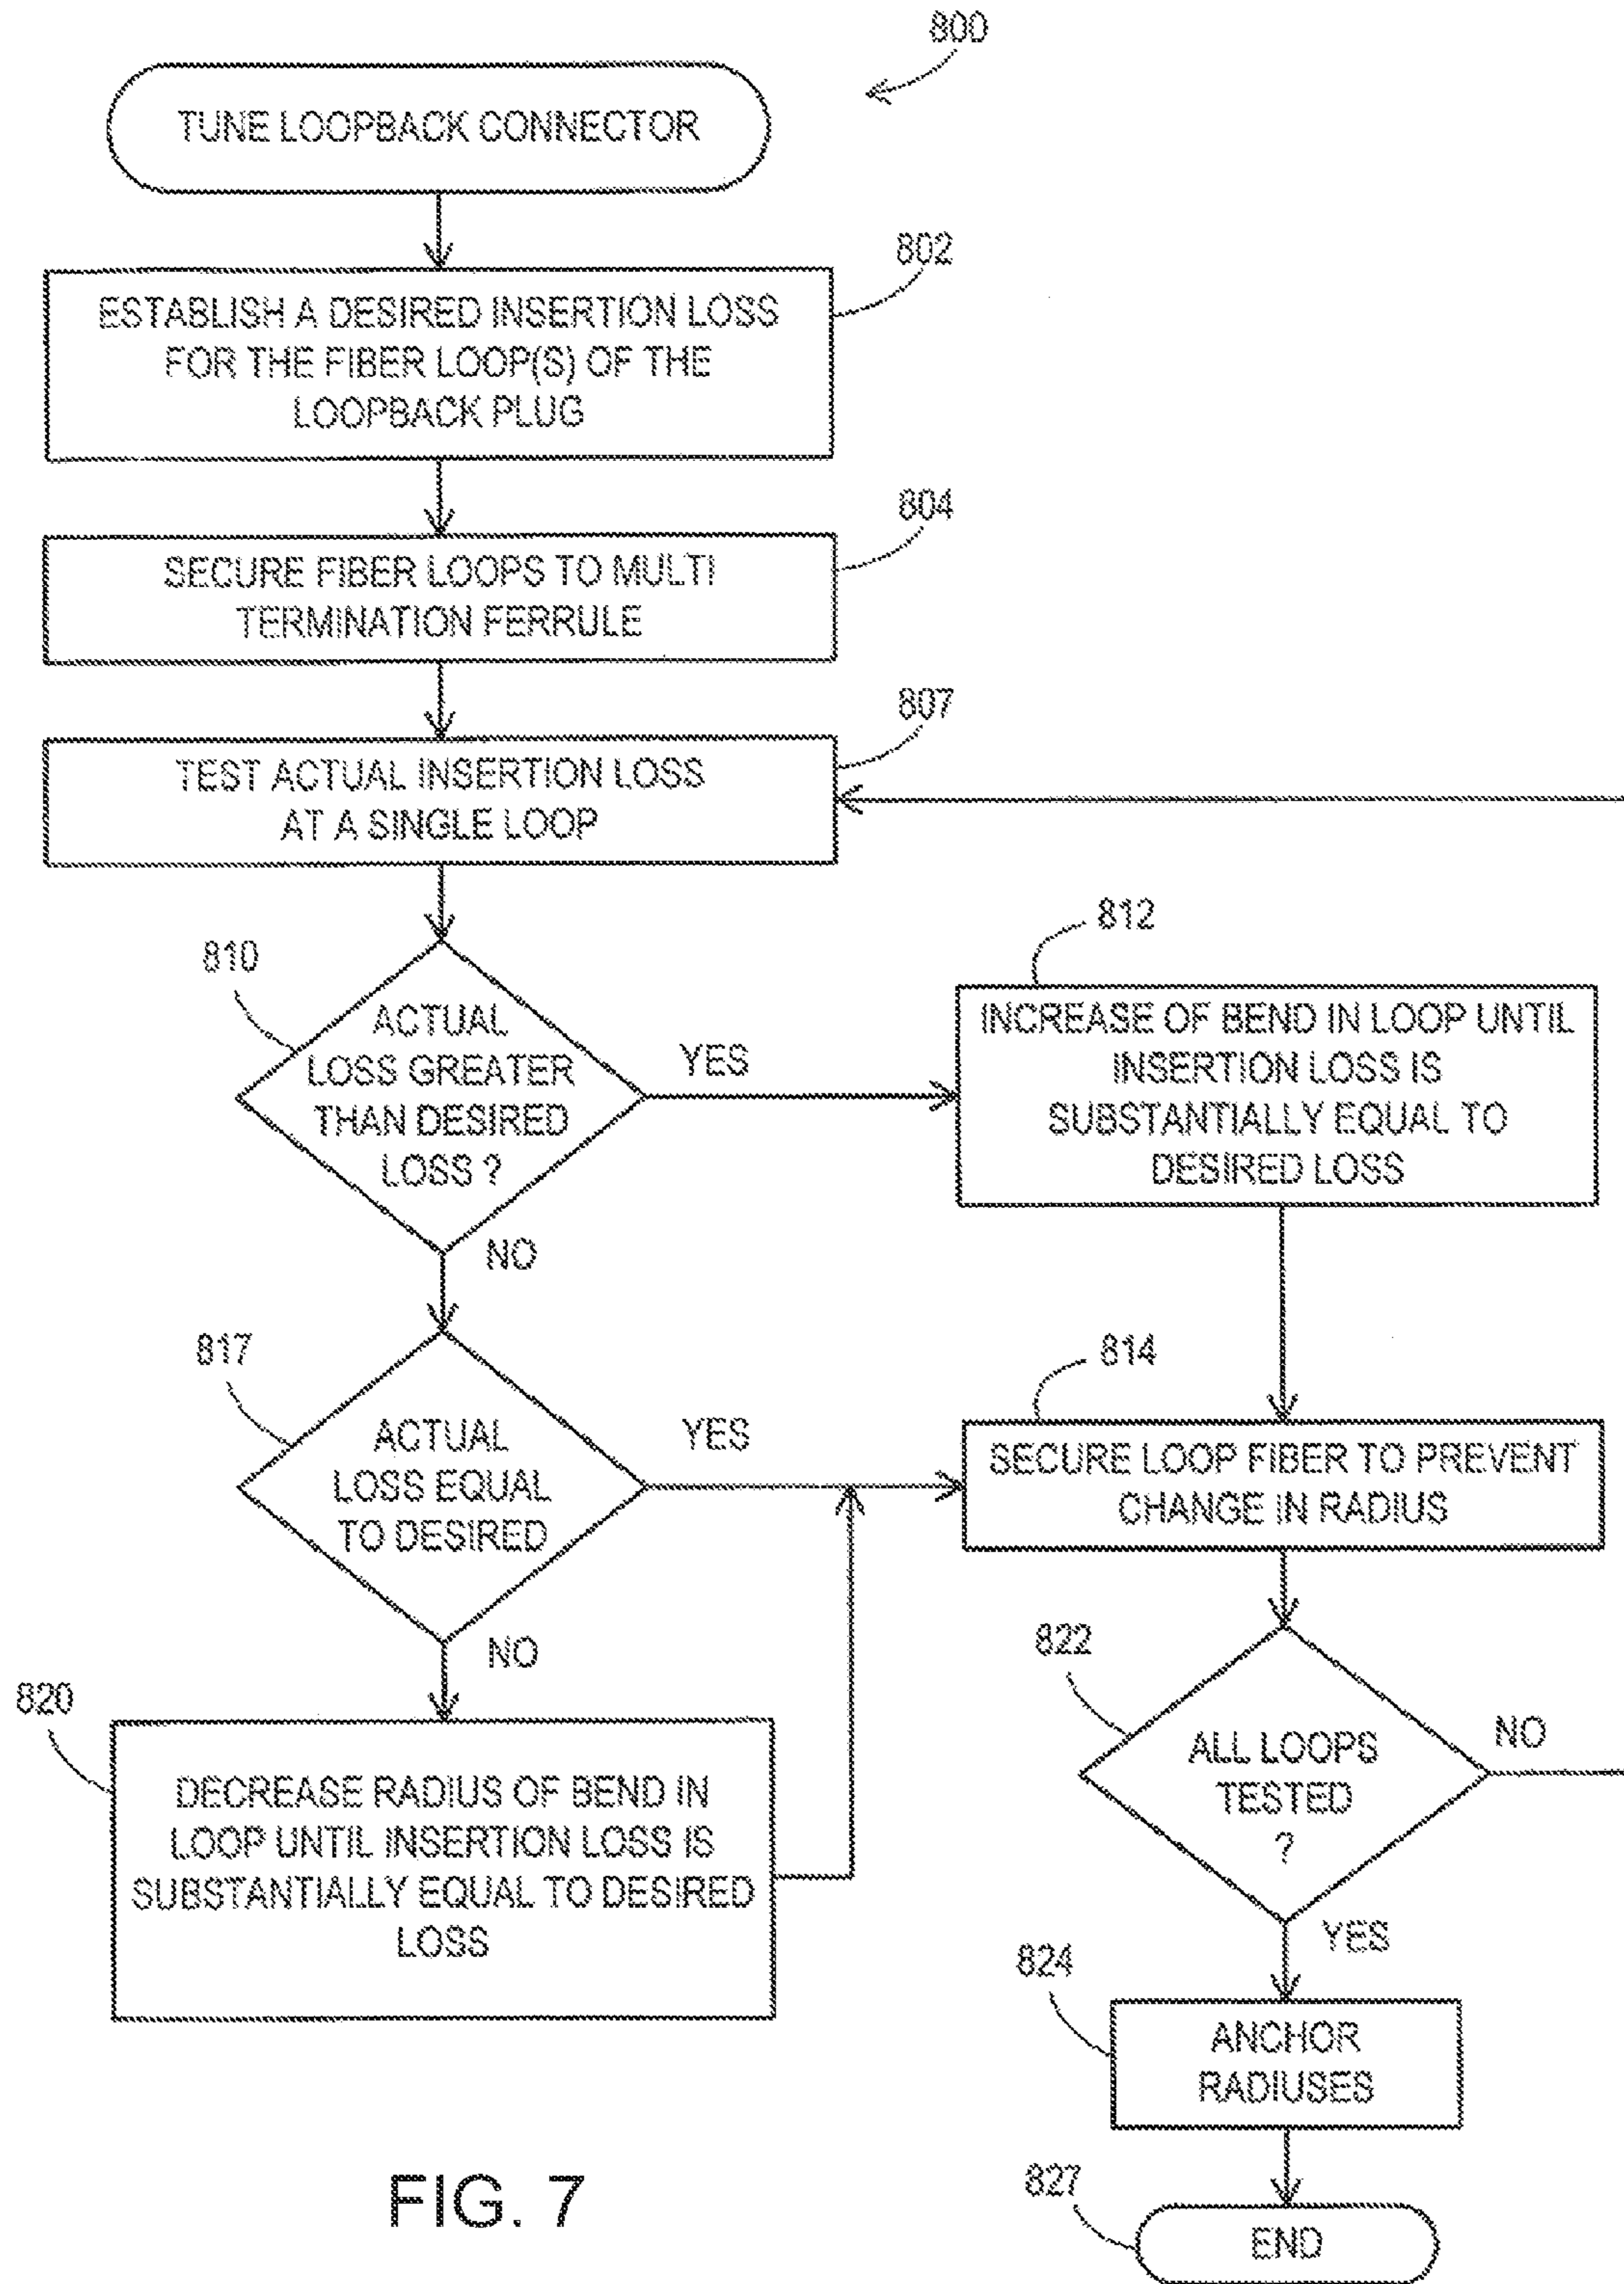 800
TUNE LOOPBACK CONNECTOR
802
ESTABLISH A DESIRED INSERTION LOSS
FOR THE FIBER LOOP(S) OF THE
LOOPBACK PLUG
804
SECURE FIBER LOOPS TO MULTI
TERMINATION FERRULE
807
TEST ACTUAL INSERTION LOSS
AT A SINGLE LOOP
810
ACTUAL
LOSS GREATER
THAN DESIRED
LOSS ?
YES
NO
812
INCREASE OF BEND IN LOOP UNTIL
INSERTION LOSS IS
SUBSTANTIALLY EQUAL TO
DESIRED LOSS
817
ACTUAL
LOSS EQUAL
TO DESIRED
YES
NO
814
SECURE LOOP FIBER TO PREVENT
CHANGE IN RADIUS
820
DECREASE RADIUS OF BEND IN
LOOP UNTIL INSERTION LOSS IS
SUBSTANTIALLY EQUAL TO DESIRED
LOSS
822
ALL LOOPS
TESTED
?
NO
YES
824
ANCHOR
RADIUSES
827
END
FIG. 7